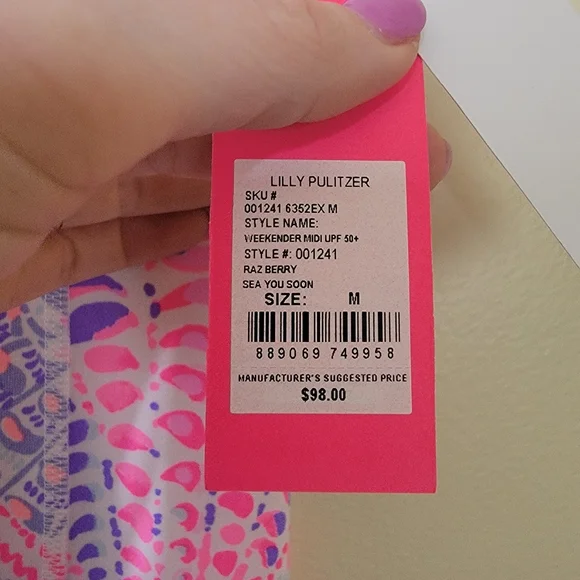 LILLY PULITZER
SKU #
001241 6352EX M
STYLE NAME:
WEEKENDER MIDI UPF 50+
STYLE #: 001241
RAZ BERRY
SEA YOU SOON
SIZE: M
889069 749958
MANUFACTURER'S SUGGESTED PRICE
$98.00